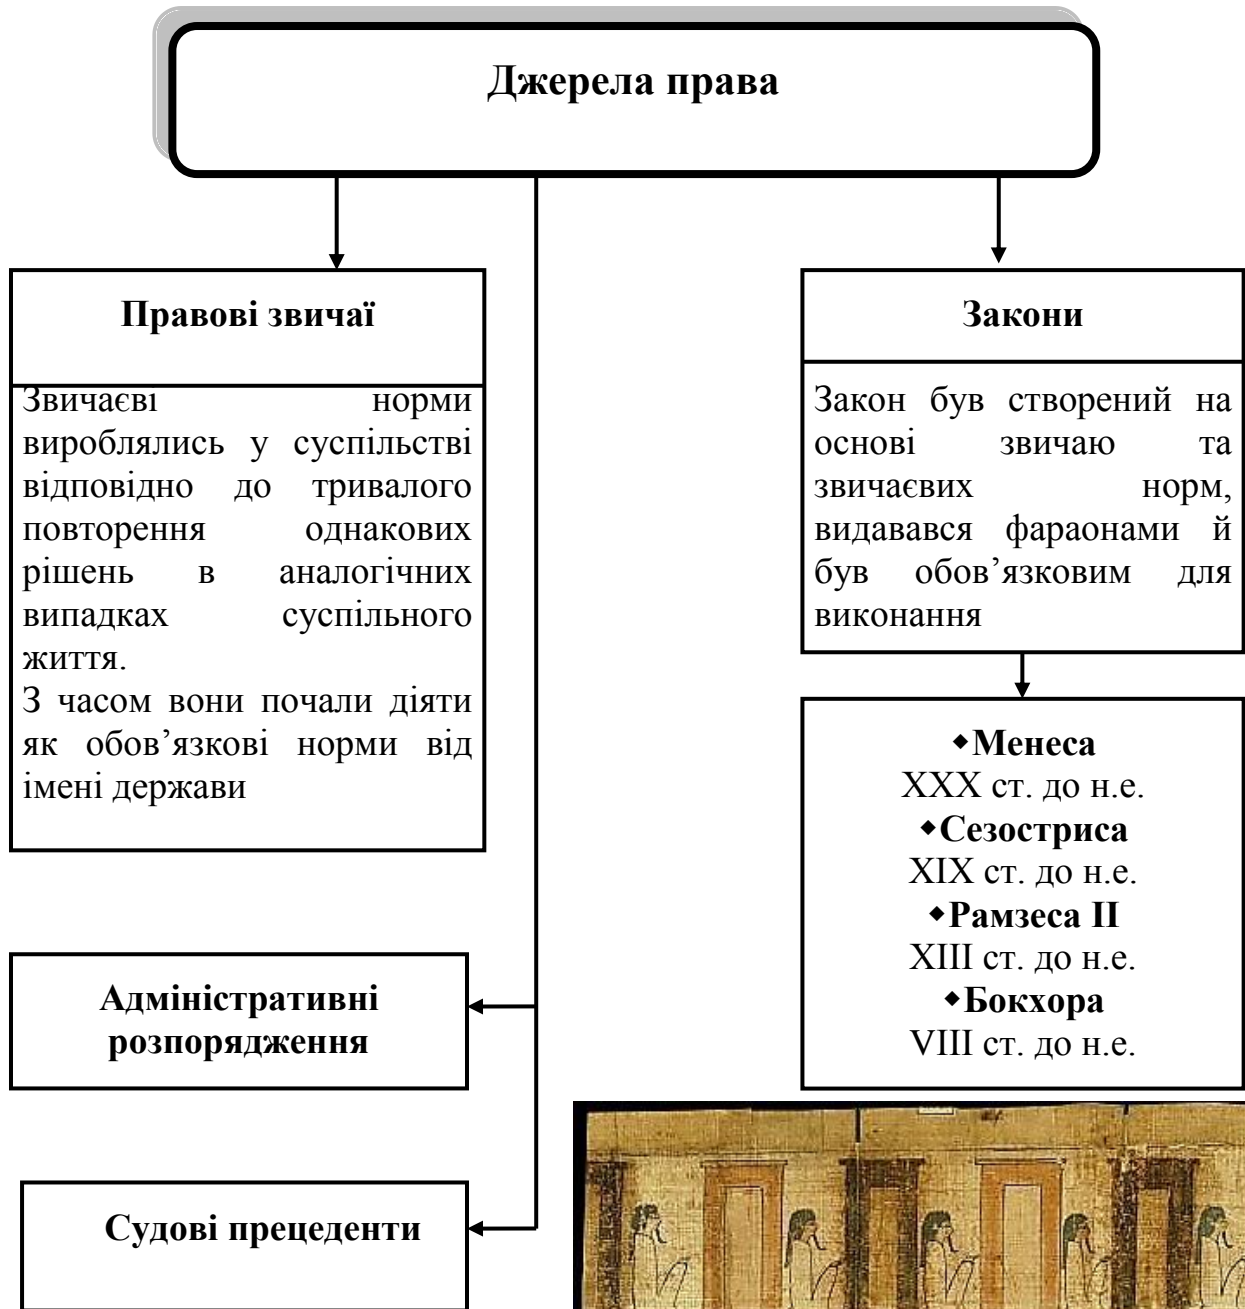 Джерела права
Правові звичаї
Звичаєві норми
вироблялись у суспільстві
відповідно до тривалого
повторення однакових
рішень в аналогічних
випадках суспільного
життя.
З часом вони почали діяти
як обов’язкові норми від
імені держави
Закони
Закон був створений на
основі звичаю та
звичаєвих норм,
видавався фараонами й
був обов’язковим для
виконання
◆Менеса
XXX ст. до н.е.
◆Сезостриса
XIX ст. до н.е.
◆Рамзеса II
XIII ст. до н.е.
◆Бокхора
VIII ст. до н.е.
Адміністративні
розпорядження
Судові прецеденти